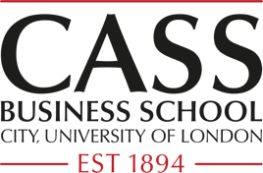 CASS
BUSINESS SCHOOL
CITY, UNIVERSITY OF LONDON
EST 1894